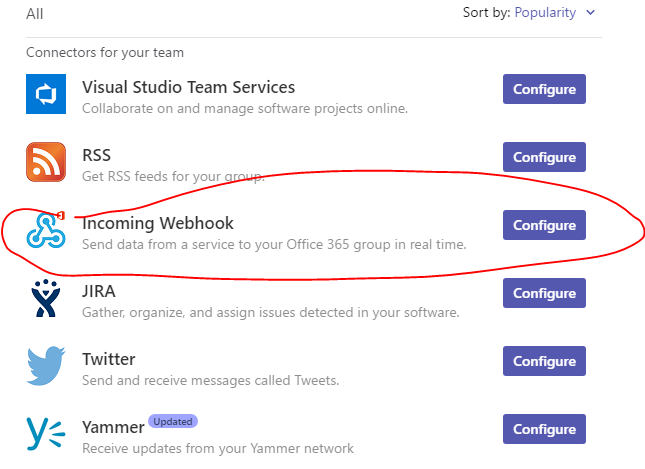 All
Sort by: Popularity
Connectors for your team
Visual Studio Team Services
Collaborate on and manage software projects online.
Configure
RSS
Get RSS feeds for your group.
Configure
Incoming Webhook
Send data from a service to your Office 365 group in real time.
Configure
JIRA
Gather, organize, and assign issues detected in your software.
Configure
Twitter
Send and receive messages called Tweets.
Configure
Yammer Updated
Receive updates from your Yammer network
Configure